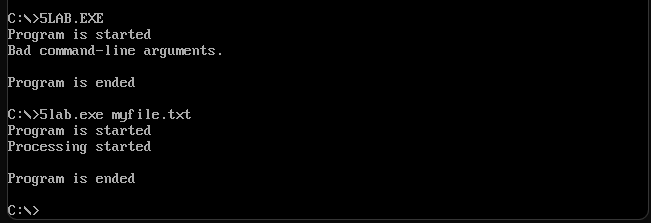 C:\>5LAB.EXE
Program is started
Bad command-line arguments.
Program is ended
C:\>5lab.exe myfile.txt
Program is started
Processing started
Program is ended
C:\>